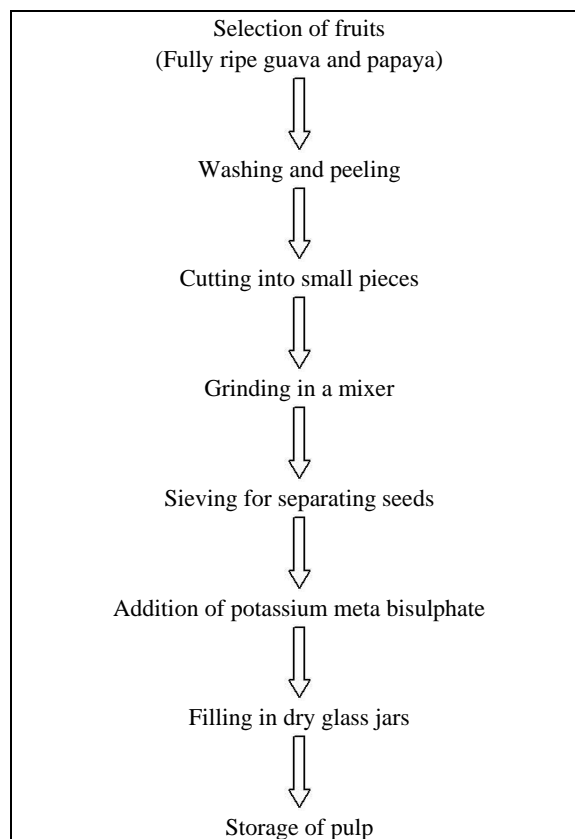 Selection of fruits
(Fully ripe guava and papaya)
Washing and peeling
Cutting into small pieces
Grinding in a mixer
Sieving for separating seeds
Addition of potassium meta bisulphate
Filling in dry glass jars
Storage of pulp